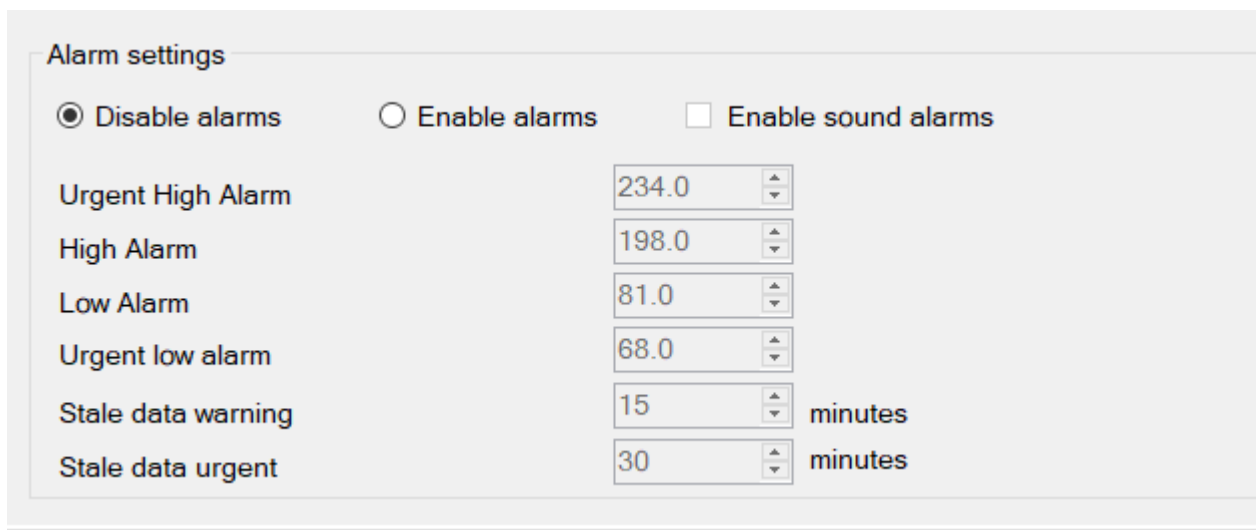 Alarm settings
Disable alarms Enable alarms Enable sound alarms
Urgent High Alarm 234.0
High Alarm 198.0
Low Alarm 81.0
Urgent low alarm 68.0
Stale data warning 15 minutes
Stale data urgent 30 minutes